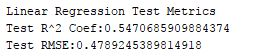 Linear Regression Test Metrics
Test R^2 Coef:0.5470685909884374
Test RMSE:0.4789245389814918